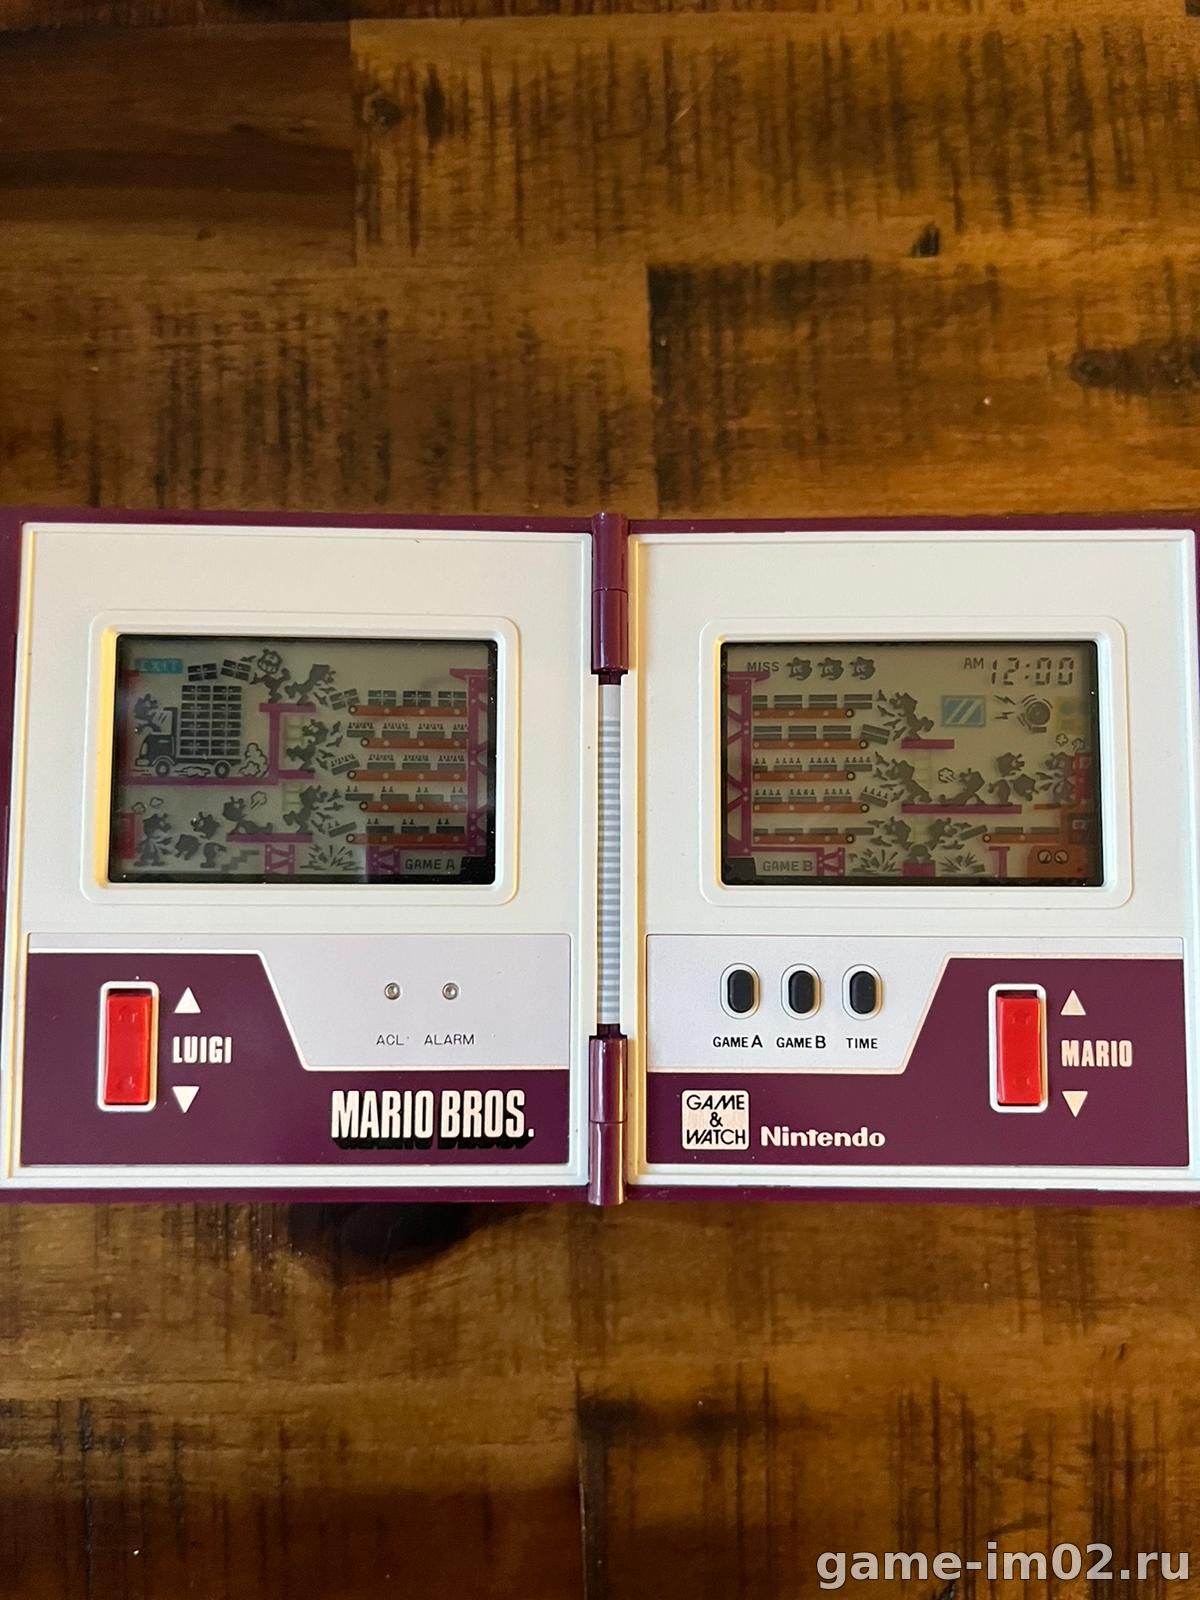 EXIT
GAME A
MISS
AM 12:00
GAME B
LUIGI
ACL ALARM
MARIO BROS.
GAME A GAME B TIME
MARIO
GAME
&
WATCH
Nintendo
game-im02.ru